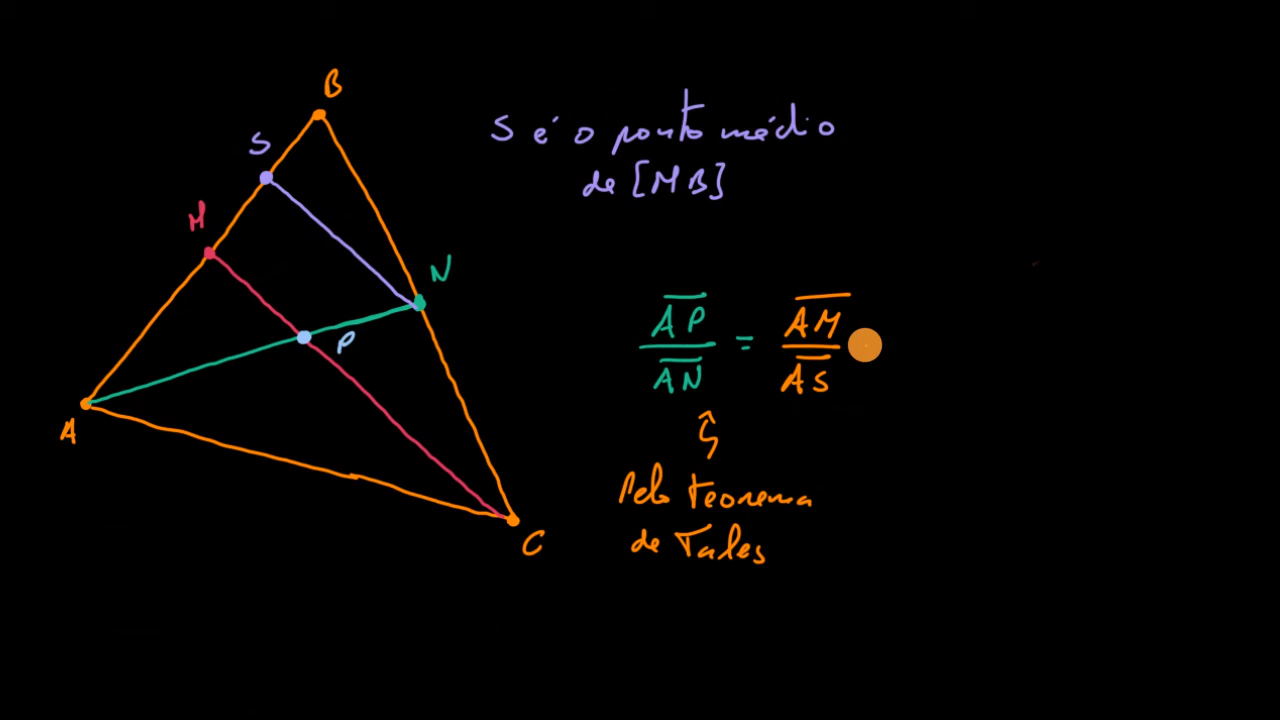 B
S é o ponto médio
de [MB]
S
M
N
P
A
C
AP/AN = AM/AS
Pelo teorema
de Tales